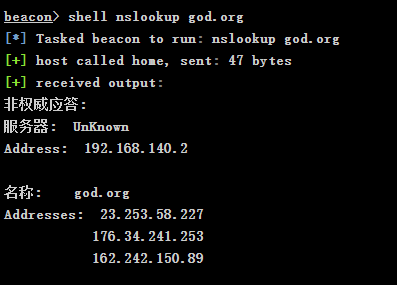 beacon> shell nslookup god.org
[*] Tasked beacon to run: nslookup god.org
[+] host called home, sent: 47 bytes
[+] received output:
非权威应答:
服务器:  UnKnown
Address:  192.168.140.2
名称:    god.org
Addresses:  23.253.58.227
176.34.241.253
162.242.150.89